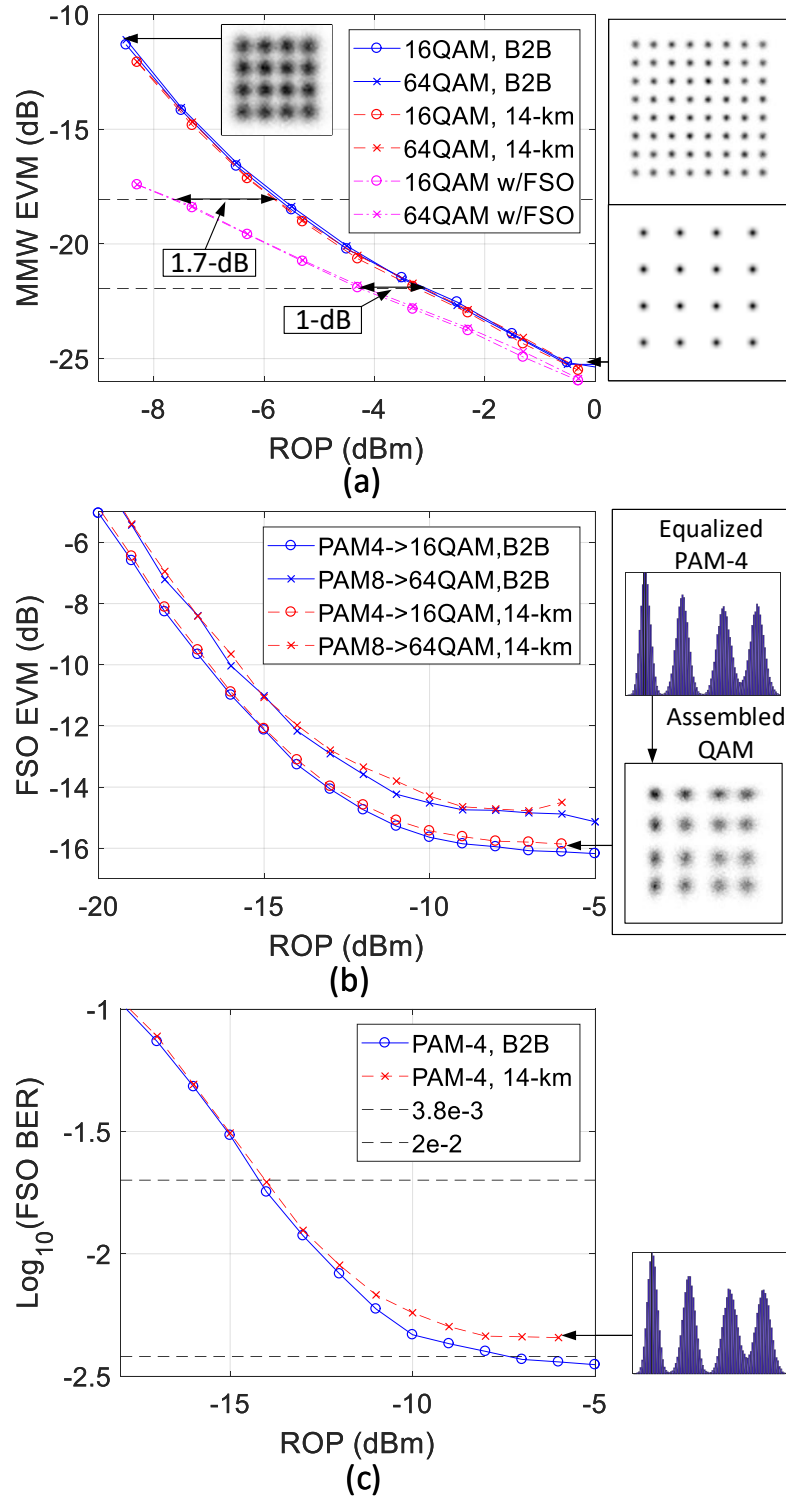 -10
-15
-20
-25
MMW EVM (dB)
16QAM, B2B
64QAM, B2B
16QAM, 14-km
64QAM, 14-km
16QAM w/FSO
64QAM w/FSO
1.7-dB
1-dB
-8
-6
-4
-2
0
ROP (dBm)
(a)
-6
-8
-10
-12
-14
-16
FSO EVM (dB)
PAM4->16QAM,B2B
PAM8->64QAM,B2B
PAM4->16QAM,14-km
PAM8->64QAM,14-km
Equalized
PAM-4
Assembled
QAM
-20
-15
-10
-5
ROP (dBm)
(b)
-1
-1.5
-2
-2.5
Log10(FSO BER)
PAM-4, B2B
PAM-4, 14-km
3.8e-3
2e-2
-15
-10
-5
ROP (dBm)
(c)